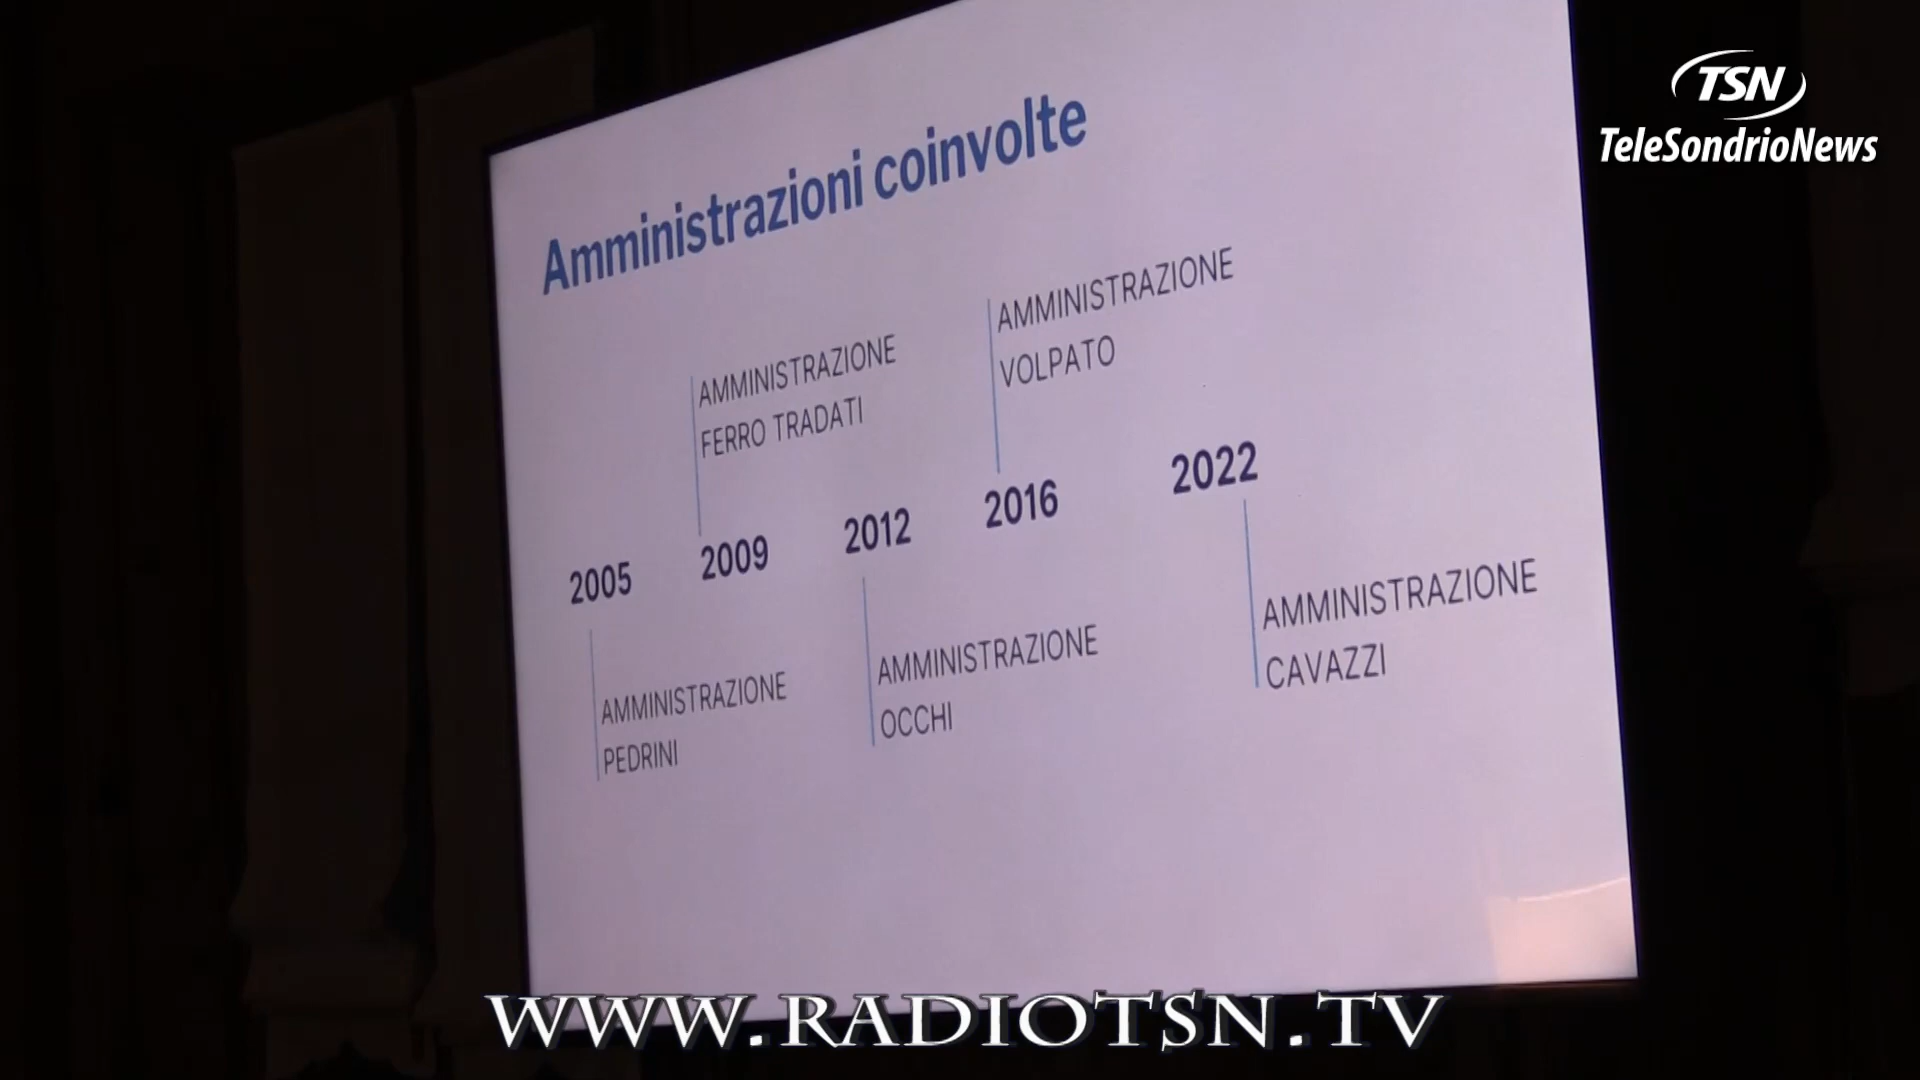 TSN
TeleSondrioNews
Amministrazioni coinvolte
AMMINISTRAZIONE
FERRO TRADATI
AMMINISTRAZIONE
VOLPATO
2005
2009
2012
2016
2022
AMMINISTRAZIONE
PEDRINI
AMMINISTRAZIONE
OCCHI
AMMINISTRAZIONE
CAVAZZI
WWW.RADIOTSN.TV